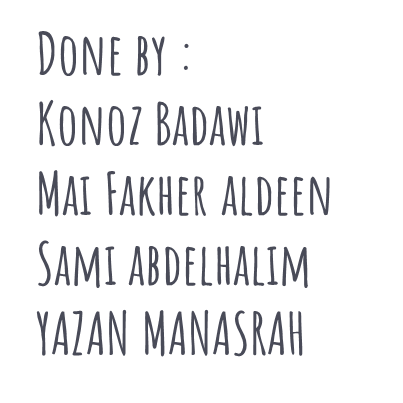 Done by :
Konoz Badawi
Mai Fakher aldeen
Sami abdelhalim
YAZAN MANASRAH